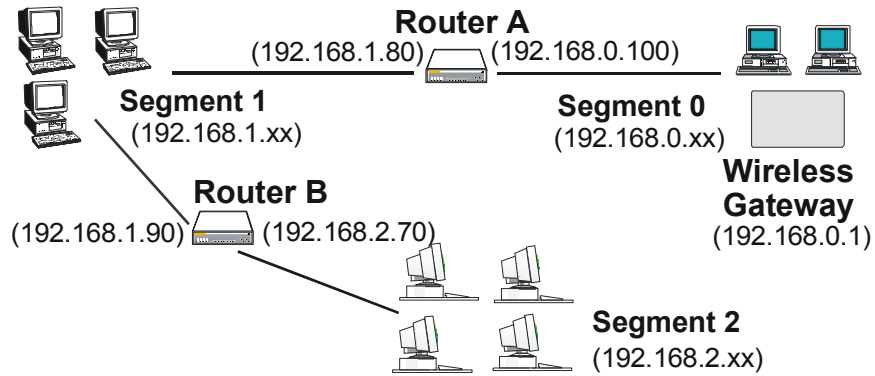 Router A
(192.168.1.80)
(192.168.0.100)
Segment 1
(192.168.1.xx)
Segment 0
(192.168.0.xx)
Wireless
Gateway
(192.168.0.1)
Router B
(192.168.1.90)
(192.168.2.70)
Segment 2
(192.168.2.xx)